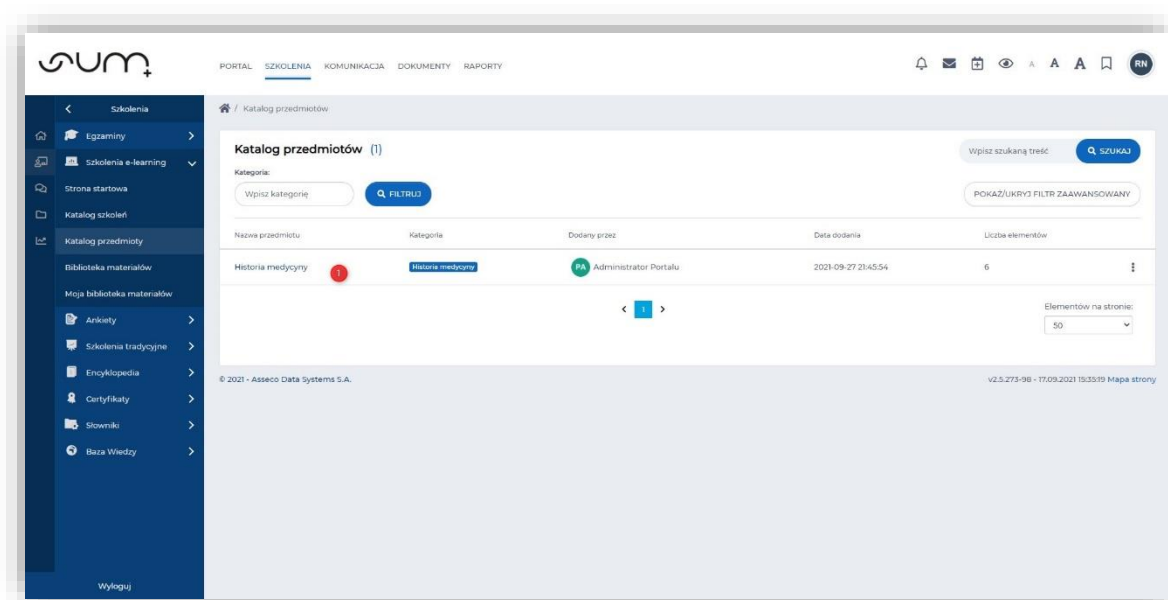 sum+
PORTAL SZKOLENIA KOMUNIKACJA DOKUMENTY RAPORTY
A A A
RN
Szkolenia
Egzaminy
Szkolenia e-learning
Strona startowa
Katalog szkoleń
Katalog przedmioty
Biblioteka materiałów
Moja biblioteka materiałów
Ankiety
Szkolenia tradycyjne
Encyklopedia
Certyfikaty
Słowniki
Baza Wiedzy
Wyloguj
/ Katalog przedmiotów
Katalog przedmiotów (1)
Wpisz szukaną treść SZUKAJ
Kategoria:
Wpisz kategorię FILTRUJ
POKAŻ/UKRYJ FILTR ZAAWANSOWANY
Nazwa przedmiotu Kategoria Dodany przez Data dodania Liczba elementów
Historia medycyny 1 Historia medycyny PA Administrator Portalu 2021-09-27 21:45:54 6
1
Elementów na stronie:
50
© 2021 - Asseco Data Systems S.A.
v2.5.273-98 - 17.09.2021 15:35:19 Mapa strony